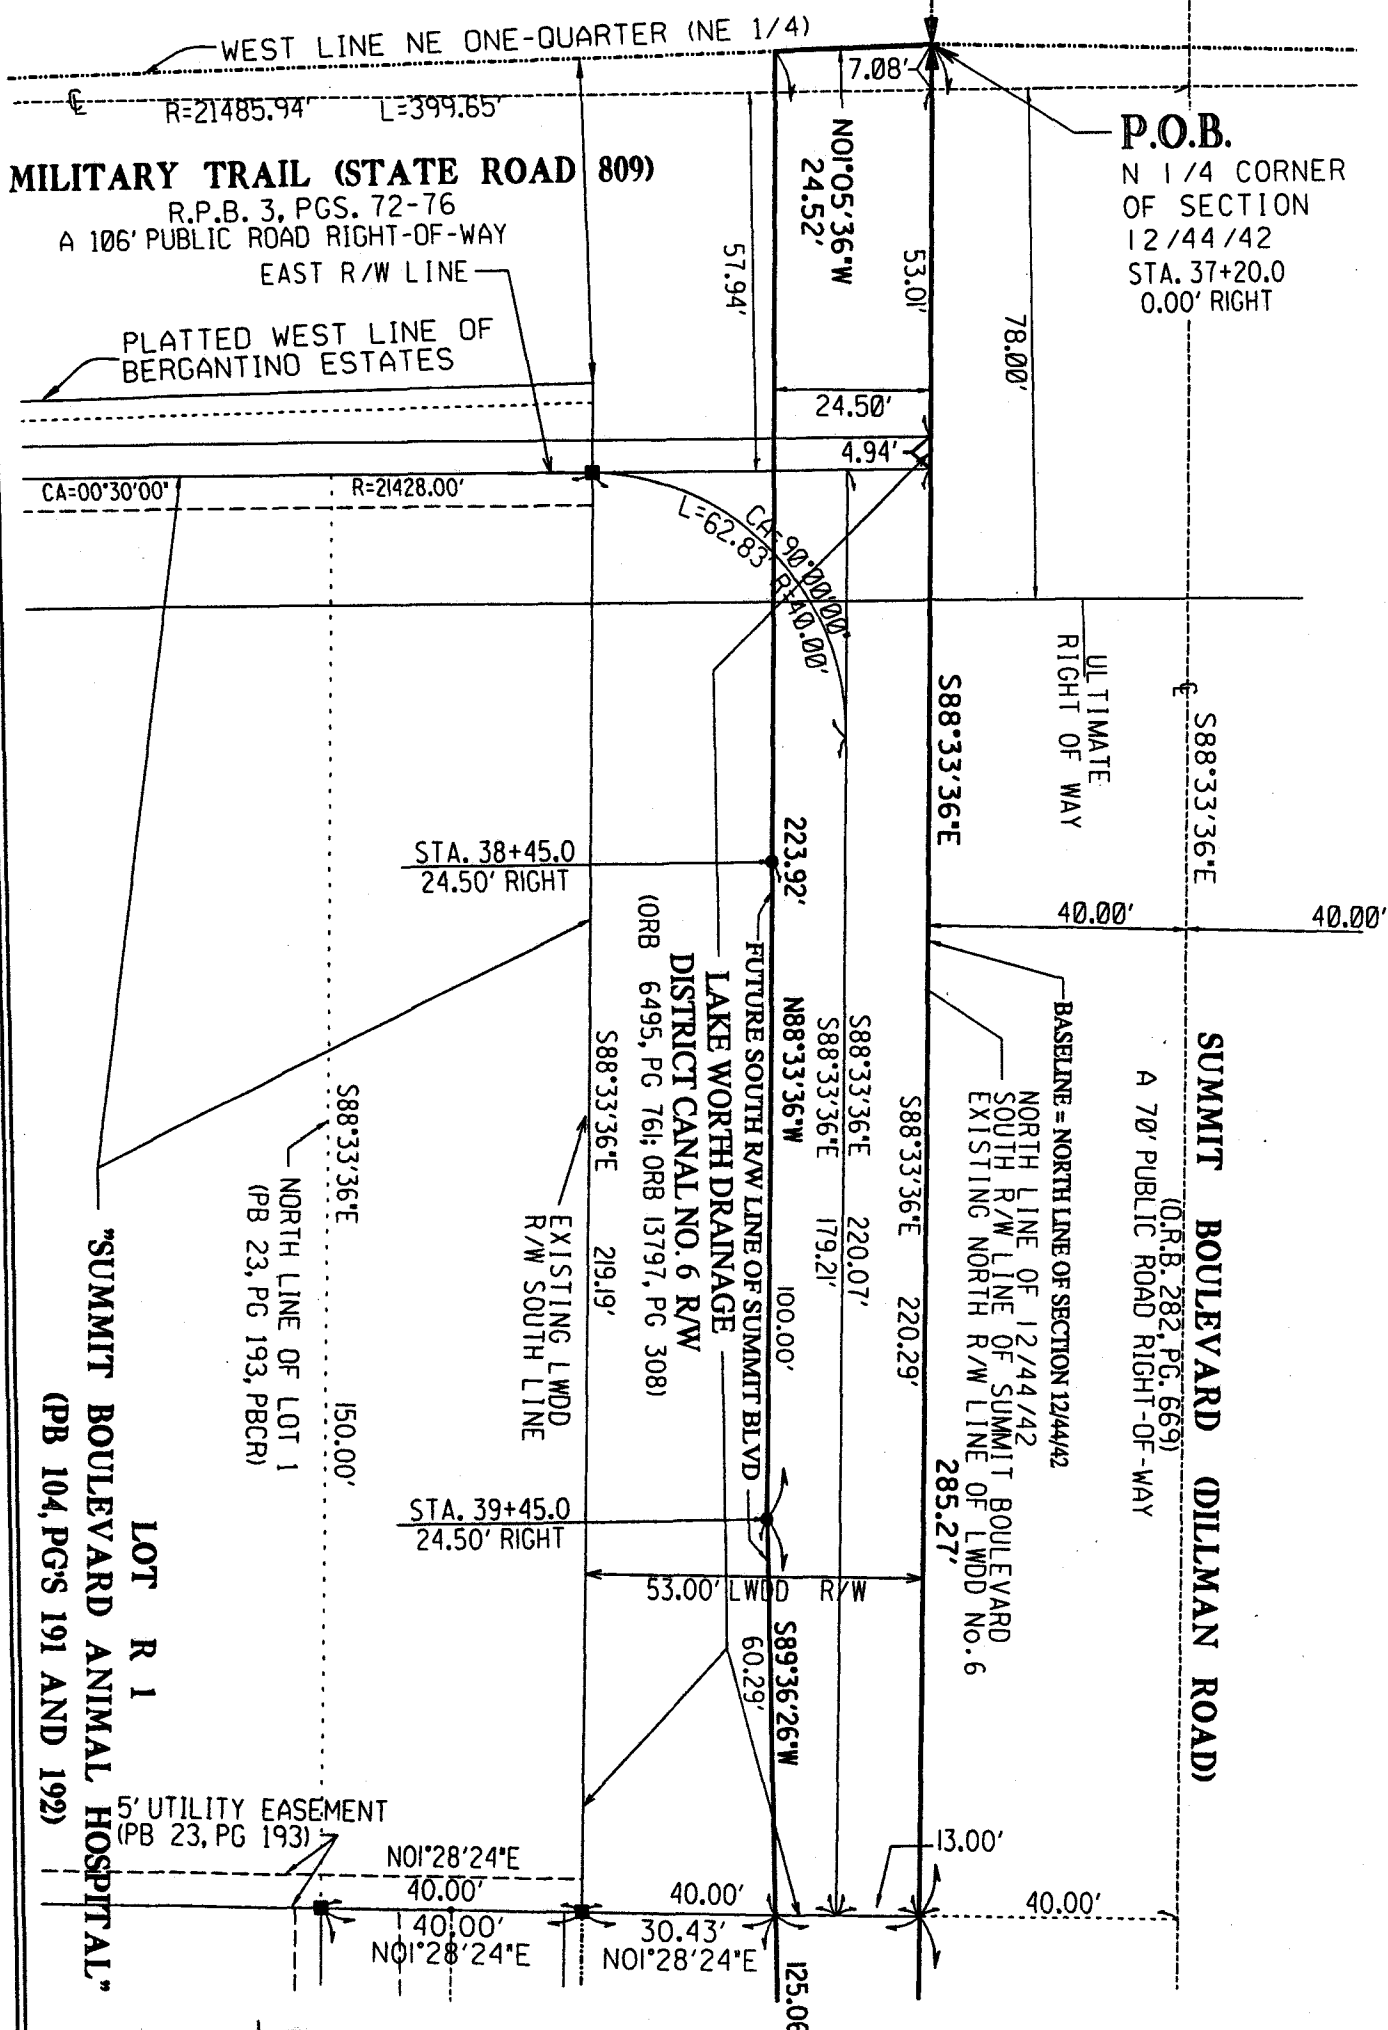 WEST LINE NE ONE-QUARTER (NE 1/4)
℄
R=21485.94'
L=399.65'
7.08'
P.O.B.
N 1/4 CORNER
OF SECTION
12/44/42
STA. 37+20.0
0.00' RIGHT
MILITARY TRAIL (STATE ROAD 809)
R.P.B. 3, PGS. 72-76
A 106' PUBLIC ROAD RIGHT-OF-WAY
EAST R/W LINE
N01°05'36"W
24.52'
57.94'
53.01'
78.00'
PLATTED WEST LINE OF
BERGANTINO ESTATES
24.50'
4.94'
CA=00°30'00"
R=21428.00'
CA=90°00'00"
L=62.83'
R=40.00'
ULTIMATE
RIGHT OF WAY
℄
S88°33'36"E
S88°33'36"E
STA. 38+45.0
24.50' RIGHT
223.92'
N88°33'36"W
40.00'
40.00'
BASELINE = NORTH LINE OF SECTION 12/44/42
NORTH LINE OF 12/44/42
SOUTH R/W LINE OF SUMMIT BOULEVARD
EXISTING NORTH R/W LINE OF LWDD No.6
SUMMIT BOULEVARD (DILLMAN ROAD)
(O.R.B. 282, PG. 669)
A 70' PUBLIC ROAD RIGHT-OF-WAY
FUTURE SOUTH R/W LINE OF SUMMIT BLVD
LAKE WORTH DRAINAGE
DISTRICT CANAL NO. 6 R/W
(ORB 6495, PG 761; ORB 13797, PG 308)
S88°33'36"E 220.29'
S88°33'36"E 220.07'
S88°33'36"E 179.21'
100.00'
S88°33'36"E 219.19'
EXISTING LWDD
R/W SOUTH LINE
S88°33'36"E 150.00'
NORTH LINE OF LOT 1
(PB 23, PG 193, PBCR)
285.27'
STA. 39+45.0
24.50' RIGHT
53.00' LWDD R/W
S89°36'26"W
60.29'
LOT R 1
"SUMMIT BOULEVARD ANIMAL HOSPITAL"
(PB 104, PG'S 191 AND 192)
5' UTILITY EASEMENT
(PB 23, PG 193)
N01°28'24"E
40.00'
40.00'
N01°28'24"E
40.00'
30.43'
N01°28'24"E
13.00'
40.00'
125.06